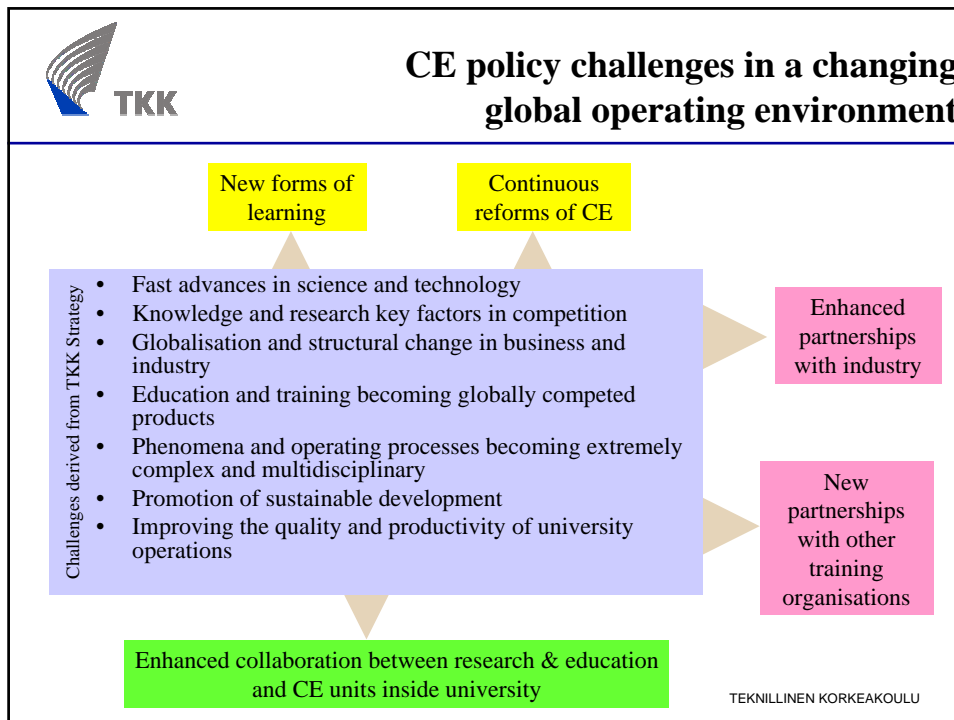 TKK
CE policy challenges in a changing
global operating environment
New forms of
learning
Continuous
reforms of CE
Challenges derived from TKK Strategy
• Fast advances in science and technology
• Knowledge and research key factors in competition
• Globalisation and structural change in business and
industry
• Education and training becoming globally competed
products
• Phenomena and operating processes becoming extremely
complex and multidisciplinary
• Promotion of sustainable development
• Improving the quality and productivity of university
operations
Enhanced
partnerships
with industry
New
partnerships
with other
training
organisations
Enhanced collaboration between research & education
and CE units inside university
TEKNILLINEN KORKEAKOULU